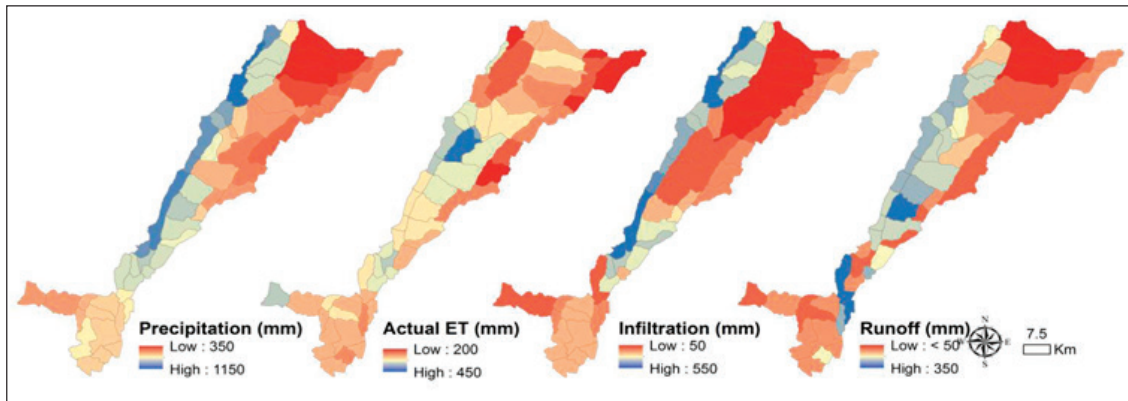 Precipitation (mm)
Low : 350
High : 1150
Actual ET (mm)
Low : 200
High : 450
Infiltration (mm)
Low : 50
High : 550
Runoff (mm)
Low : < 50
High : 350
N
W E
S
7.5
Km